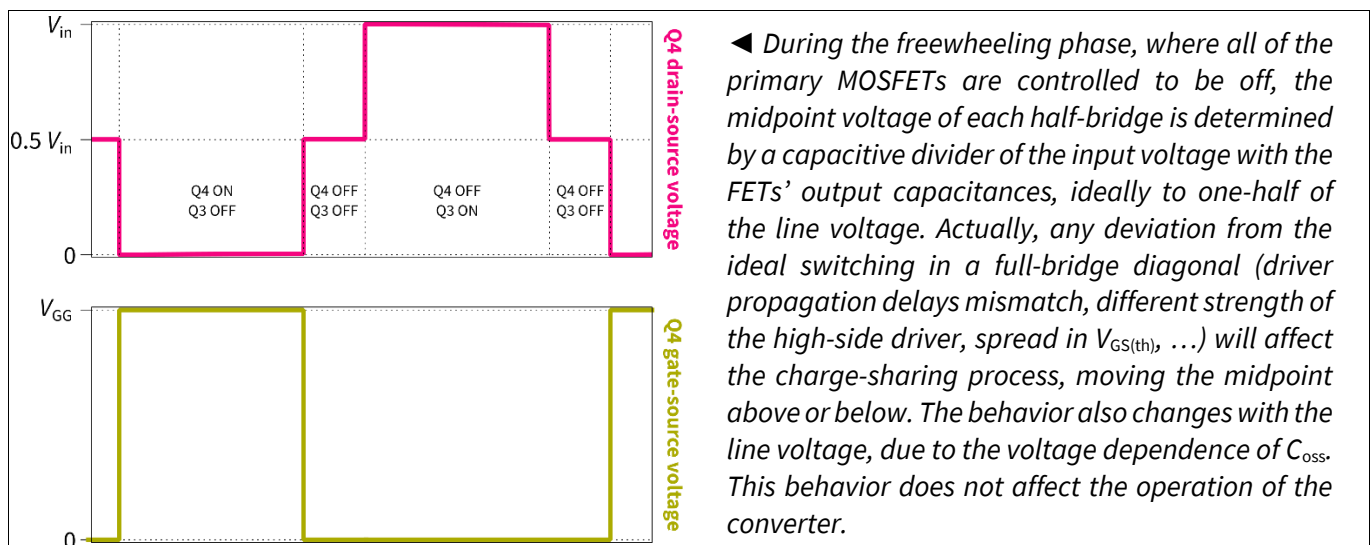 V_in
0.5 V_in
0
Q4 ON
Q3 OFF
Q4 OFF
Q3 OFF
Q4 OFF
Q3 ON
Q4 OFF
Q3 OFF
Q4 drain-source voltage
V_GG
0
Q4 gate-source voltage
◄ During the freewheeling phase, where all of the
primary MOSFETs are controlled to be off, the
midpoint voltage of each half-bridge is determined
by a capacitive divider of the input voltage with the
FETs’ output capacitances, ideally to one-half of
the line voltage. Actually, any deviation from the
ideal switching in a full-bridge diagonal (driver
propagation delays mismatch, different strength of
the high-side driver, spread in V_GS(th), …) will affect
the charge-sharing process, moving the midpoint
above or below. The behavior also changes with the
line voltage, due to the voltage dependence of C_oss.
This behavior does not affect the operation of the
converter.